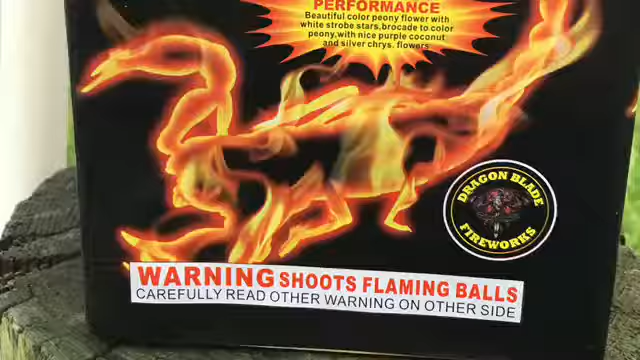 PERFORMANCE
Beautiful color peony flower with
white strobe stars,brocade to color
peony,with nice purple coconut
and silver chrys. flowers
DRAGON BLADE
FIREWORKS
WARNING SHOOTS FLAMING BALLS
CAREFULLY READ OTHER WARNING ON OTHER SIDE